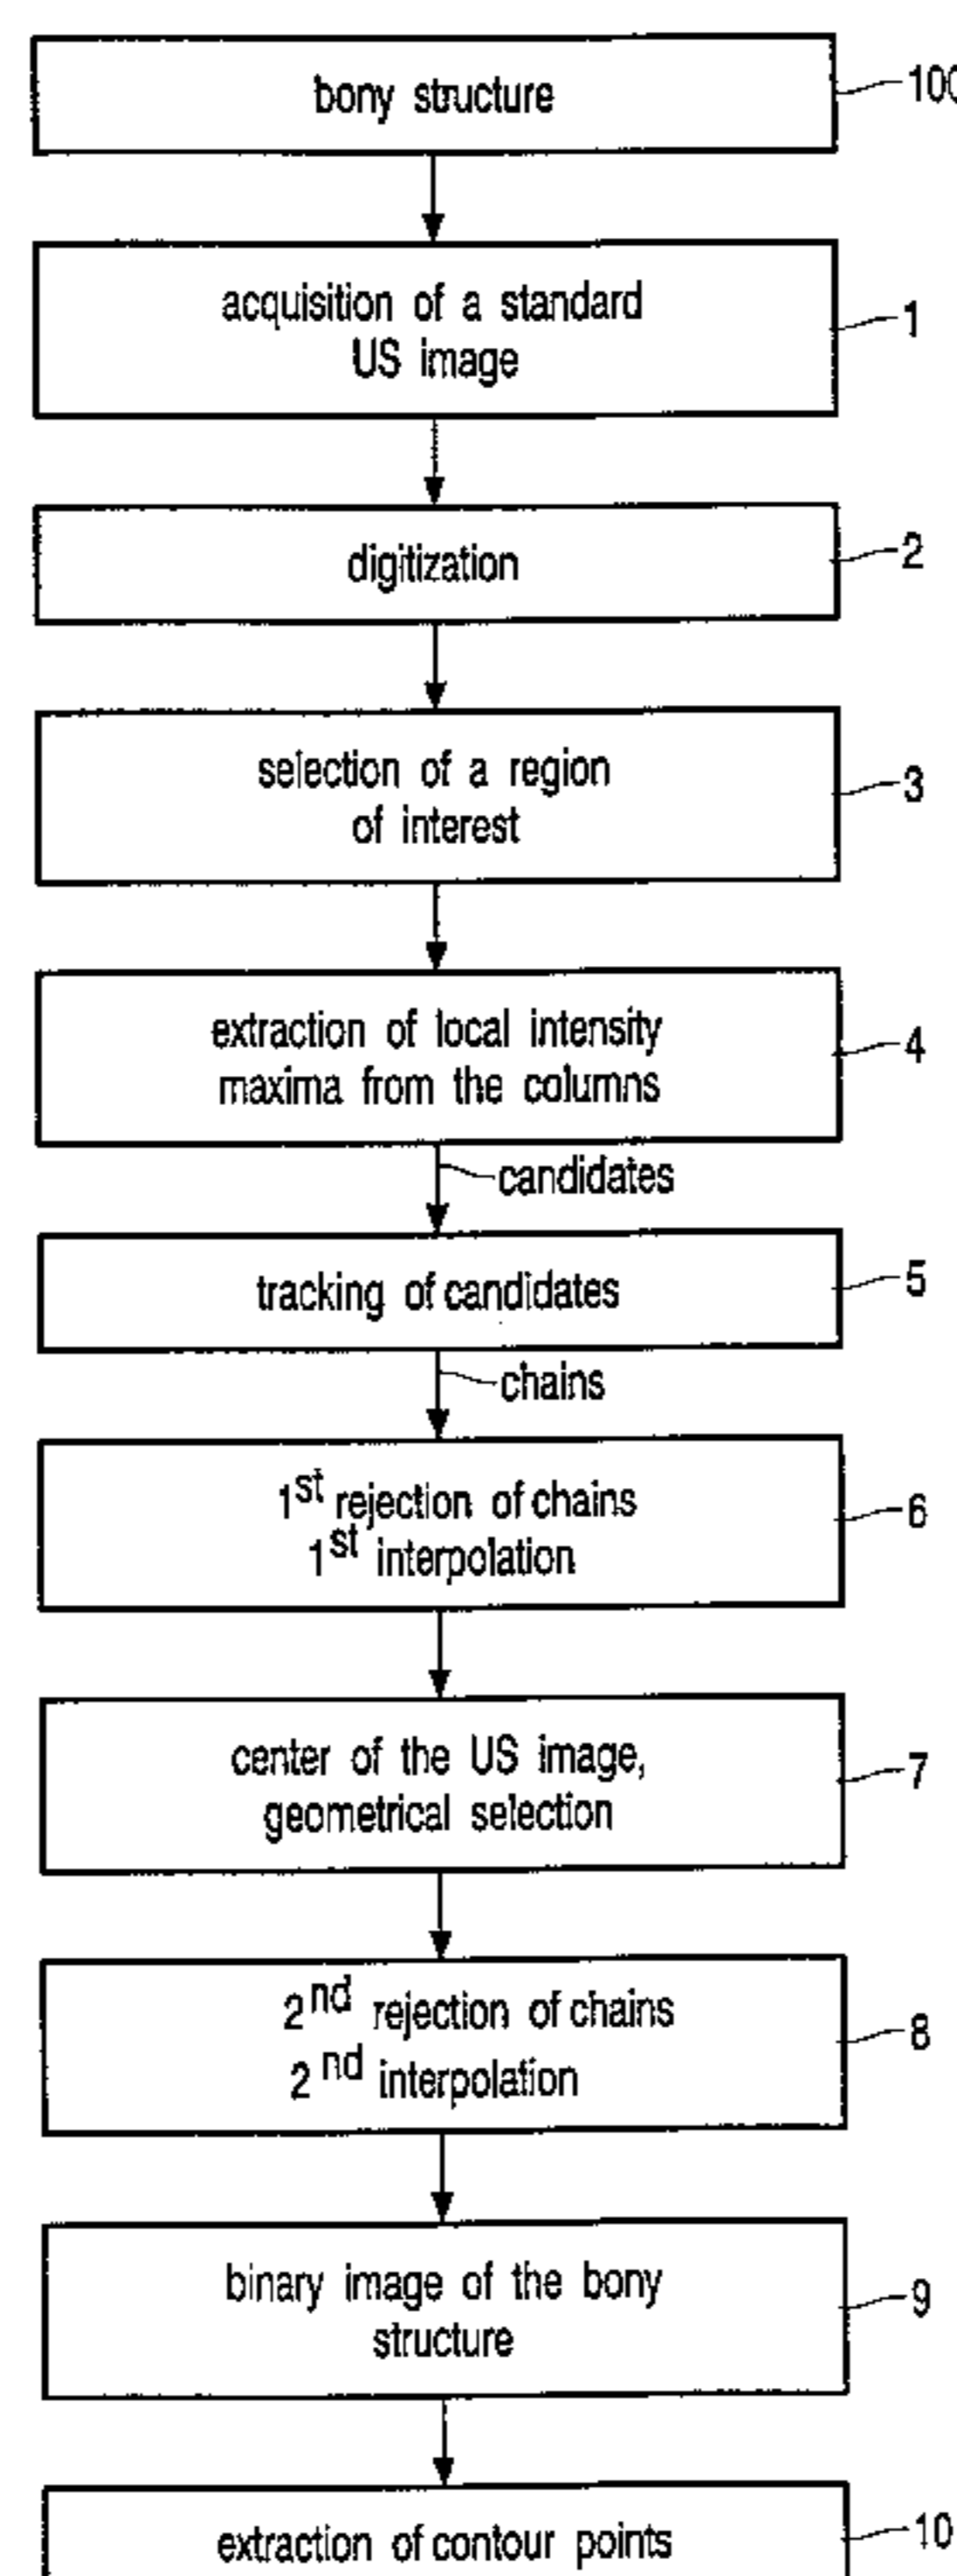 bony structure
100
acquisition of a standard
US image
1
digitization
2
selection of a region
of interest
3
extraction of local intensity
maxima from the columns
4
candidates
tracking of candidates
5
chains
1st rejection of chains
1st interpolation
6
center of the US image,
geometrical selection
7
2nd rejection of chains
2nd interpolation
8
binary image of the bony
structure
9
extraction of contour points
10